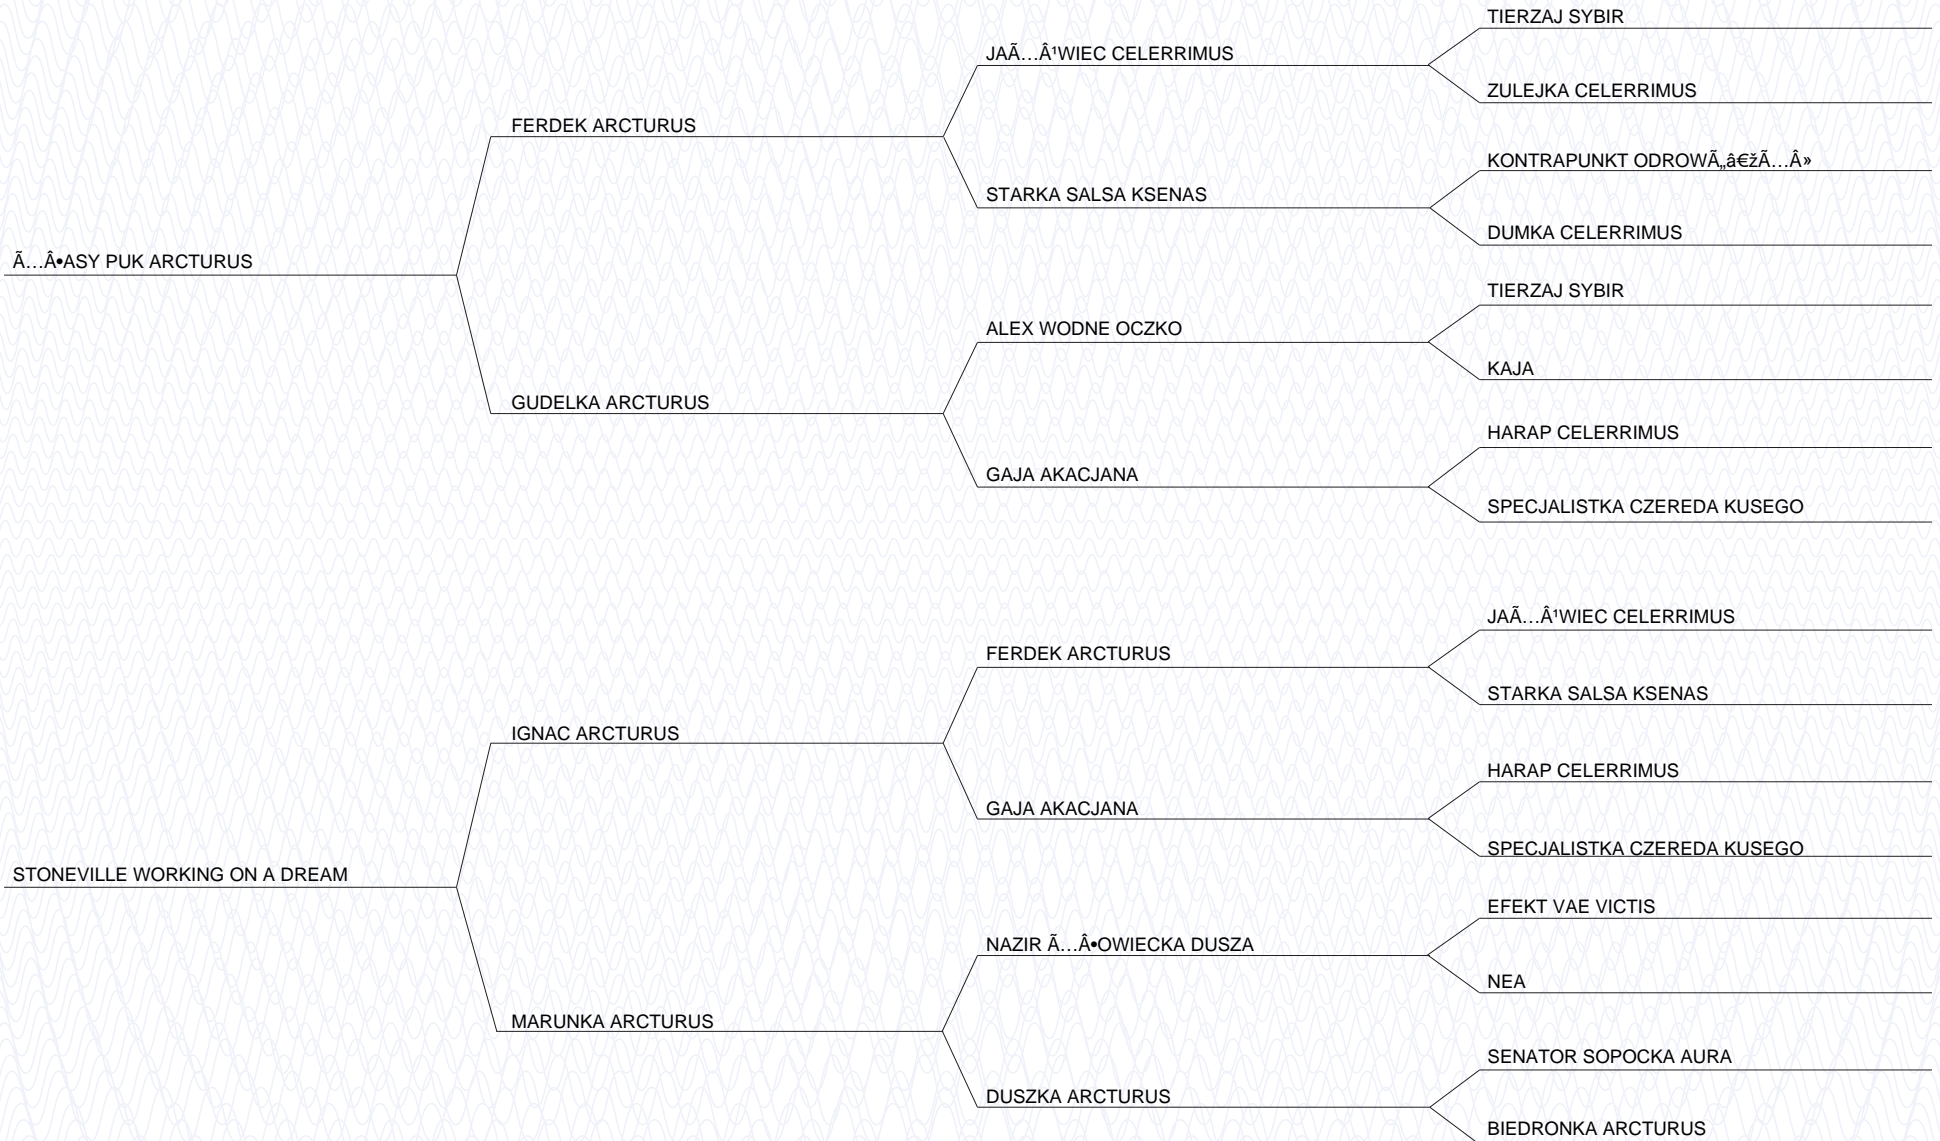 TIERZAJ SYBIR
JAÃ…Â¹WIEC CELERRIMUS
ZULEJKA CELERRIMUS
FERDEK ARCTURUS
KONTRAPUNKT ODROWÃ„â€žÃ…Â»
STARKA SALSA KSENAS
DUMKA CELERRIMUS
Ã…Â•ASY PUK ARCTURUS
TIERZAJ SYBIR
ALEX WODNE OCZKO
KAJA
GUDELKA ARCTURUS
HARAP CELERRIMUS
GAJA AKACJANA
SPECJALISTKA CZEREDA KUSEGO
JAÃ…Â¹WIEC CELERRIMUS
FERDEK ARCTURUS
STARKA SALSA KSENAS
IGNAC ARCTURUS
HARAP CELERRIMUS
GAJA AKACJANA
SPECJALISTKA CZEREDA KUSEGO
STONEVILLE WORKING ON A DREAM
EFEKT VAE VICTIS
NAZIR Ã…Â•OWIECKA DUSZA
NEA
MARUNKA ARCTURUS
SENATOR SOPOCKA AURA
DUSZKA ARCTURUS
BIEDRONKA ARCTURUS